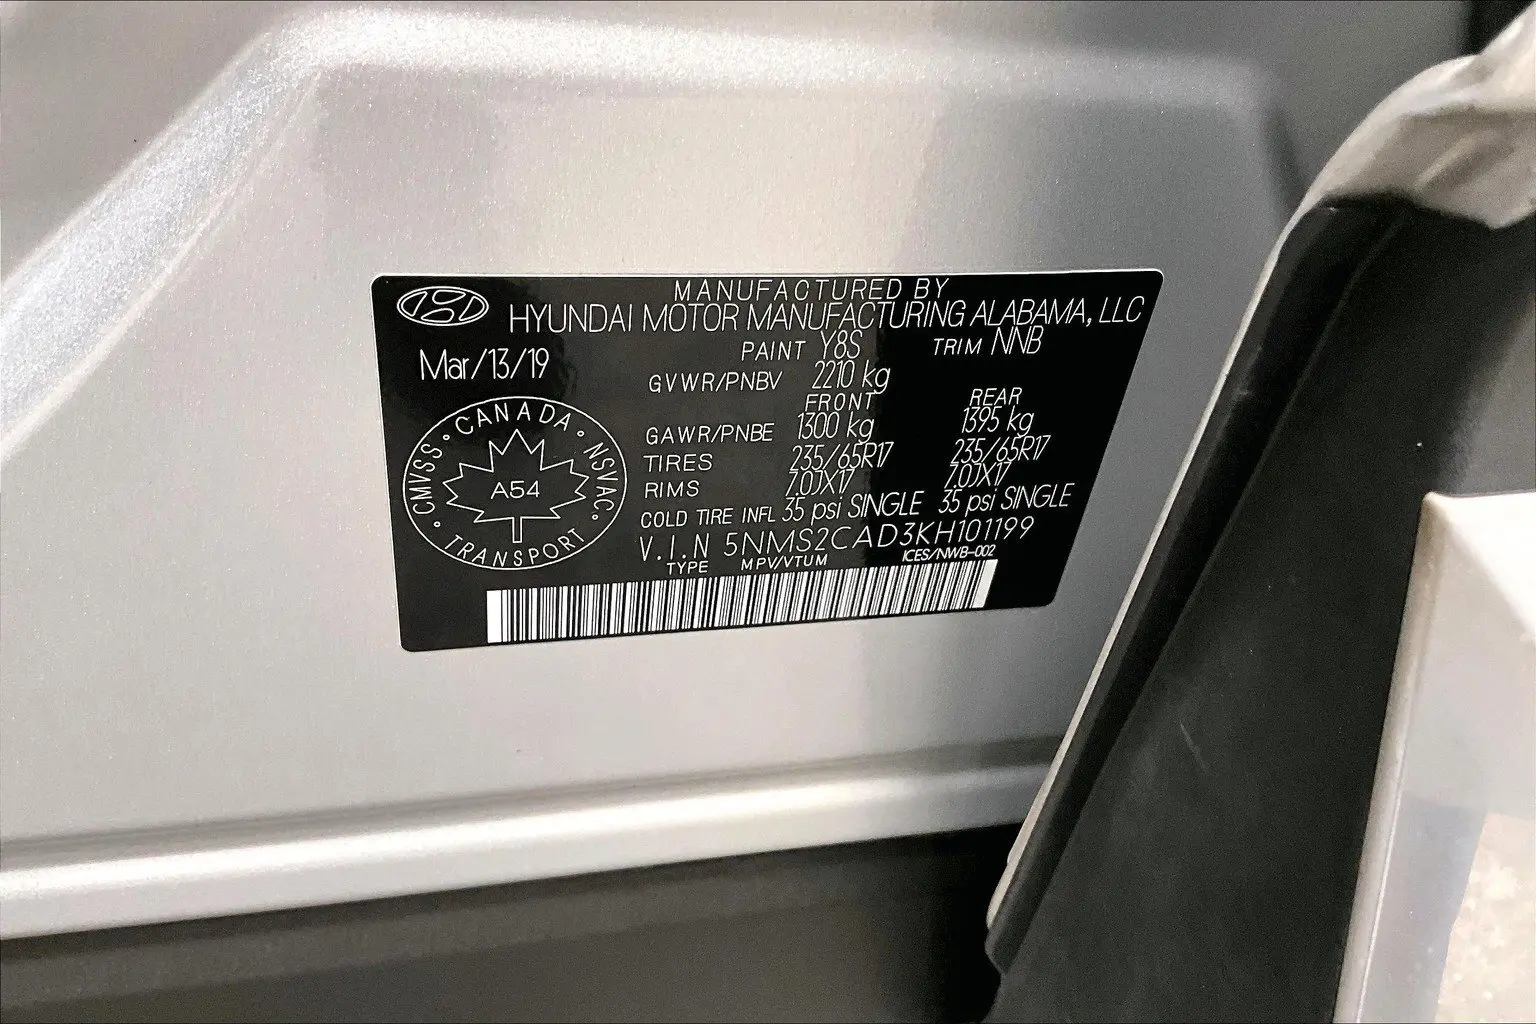 MANUFACTURED BY
HYUNDAI MOTOR MANUFACTURING ALABAMA, LLC
Mar/13/19
PAINT Y8S TRIM NNB
GVWR/PNBV 2210 kg
FRONT REAR
GAWR/PNBE 1300 kg 1395 kg
TIRES 235/65R17 235/65R17
RIMS 7.0JX17 7.0JX17
COLD TIRE INFL 35 psi SINGLE 35 psi SINGLE
V.I.N 5NMS2CAD3KH101199
TYPE MPV/VTUM ICES/NWB-002
CMVSS • CANADA • NSVAC •
A54
TRANSPORT